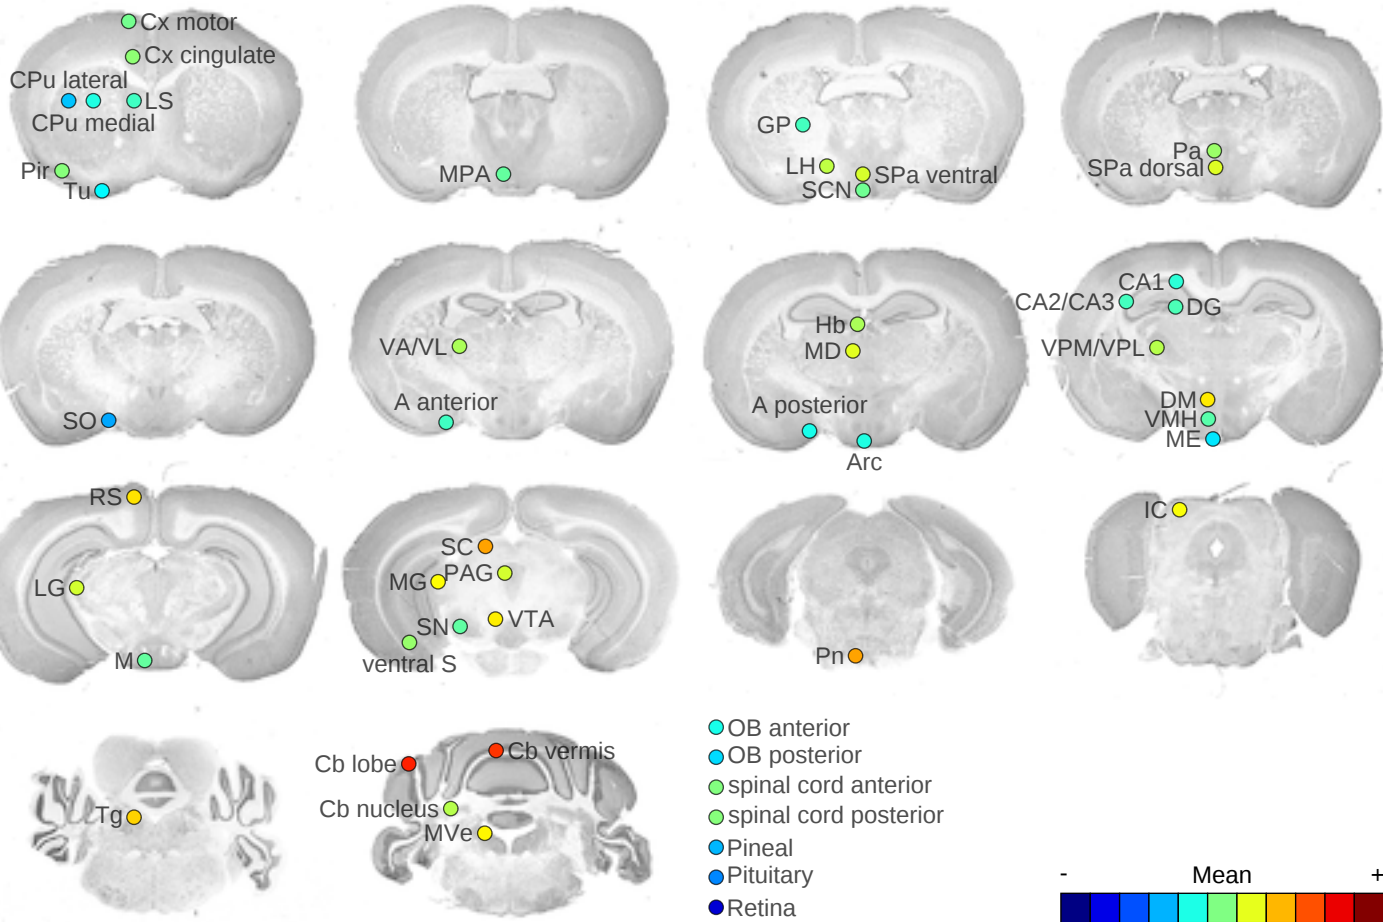 Cx motor
Cx cingulate
CPu lateral
LS
CPu medial
Pir
Tu
MPA
GP
LH
SPa ventral
SCN
Pa
SPa dorsal
SO
VA/VL
A anterior
Hb
MD
A posterior
Arc
CA1
CA2/CA3
DG
VPM/VPL
DM
VMH
ME
RS
LG
M
SC
MG
PAG
SN
VTA
ventral S
Pn
IC
Tg
Cb lobe
Cb vermis
Cb nucleus
MVe
OB anterior
OB posterior
spinal cord anterior
spinal cord posterior
Pineal
Pituitary
Retina
- Mean +